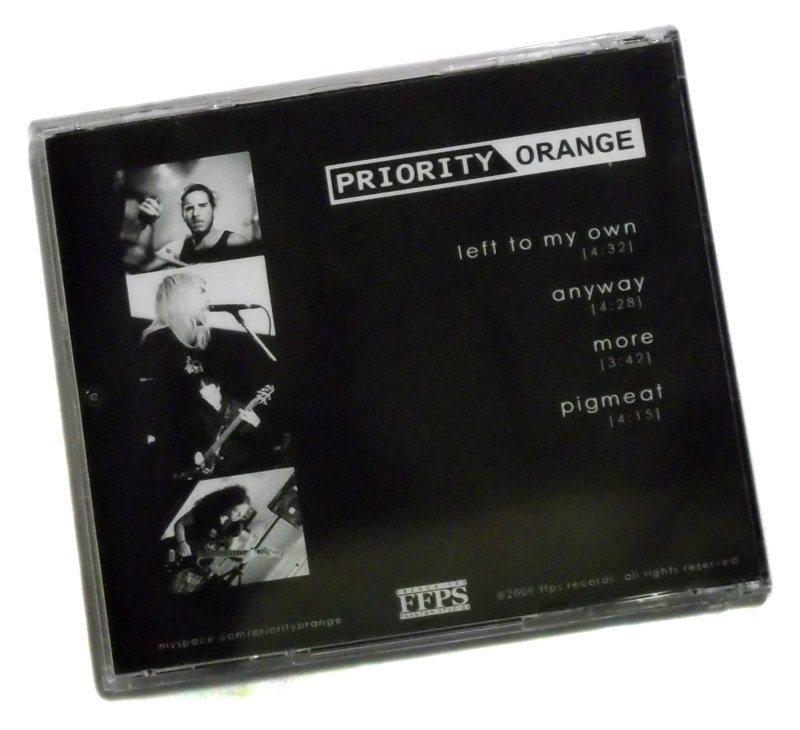 PRIORITY ORANGE
left to my own
[4:32]
anyway
[4:28]
more
[3:42]
pigmeat
[4:15]
myspace.com/priorityorange
FFPS
©2009 ffps records. all rights reserved